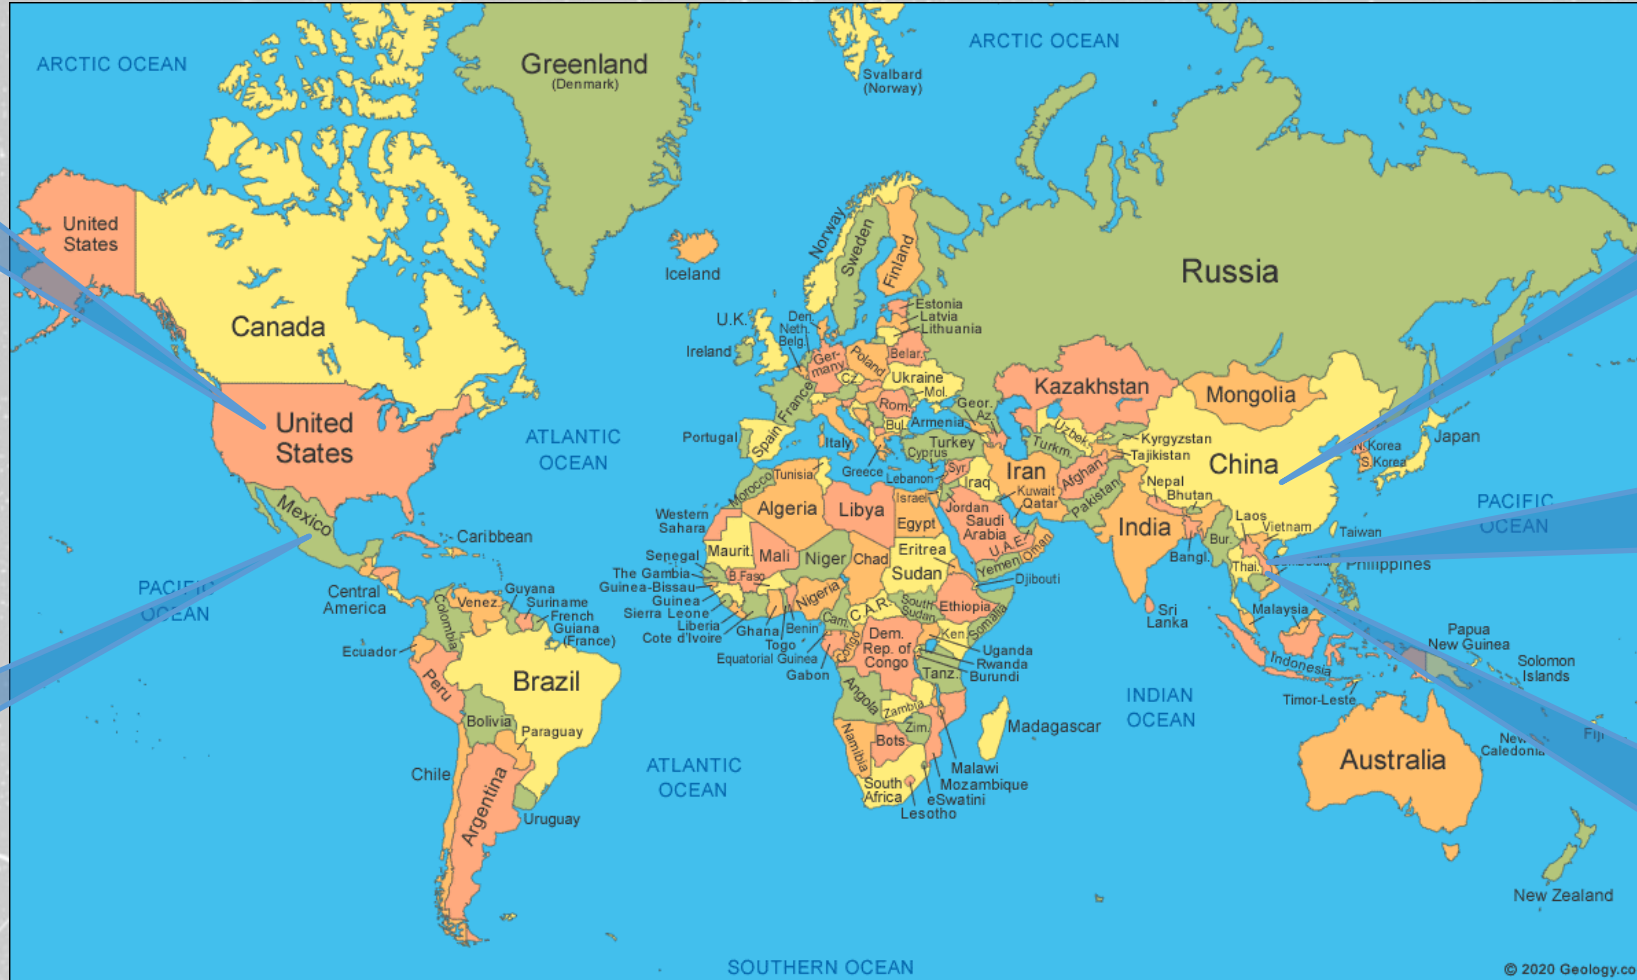 ARCTIC OCEAN
Greenland
(Denmark)
Svalbard
(Norway)
ARCTIC OCEAN
United
States
Canada
Iceland
Norway
Sweden
Finland
Russia
Estonia
Latvia
Lithuania
U.K.
Ireland
Den.
Neth.
Belg.
Ger-
many
Poland
Belar.
Cz.
Ukraine
Mol.
Rom.
Bul.
France
Spain
Portugal
Italy
Greece
Geor.
Az.
Armenia
Turkey
Cyprus
Lebanon
Syr.
Israel
Iraq
Iran
Jordan
Kuwait
Qatar
Saudi
Arabia
U.A.E.
Oman
Yemen
Kazakhstan
Uzbek.
Turkm.
Kyrgyzstan
Tajikistan
Afghan.
Pakistan
Mongolia
China
N. Korea
S. Korea
Japan
Nepal
Bhutan
India
Bangl.
Bur.
Laos
Vietnam
Thai.
Taiwan
Philippines
Sri
Lanka
Malaysia
Indonesia
Timor-Leste
Papua
New Guinea
Solomon
Islands
PACIFIC
OCEAN
United
States
Mexico
ATLANTIC
OCEAN
Caribbean
Central
America
PACIFIC
OCEAN
Venez.
Guyana
Suriname
French
Guiana
(France)
Colombia
Ecuador
Peru
Brazil
Bolivia
Paraguay
Chile
Argentina
Uruguay
Morocco
Tunisia
Algeria
Libya
Egypt
Western
Sahara
Maurit.
Mali
Niger
Chad
Eritrea
Sudan
Djibouti
Senegal
The Gambia
Guinea-Bissau
Guinea
Sierra Leone
Liberia
Cote d'Ivoire
B.Faso
Ghana
Togo
Benin
Nigeria
Equatorial Guinea
Gabon
Cam.
C.A.R.
South
Sudan
Ethiopia
Somalia
Congo
Dem.
Rep. of
Congo
Ken.
Uganda
Rwanda
Burundi
Tanz.
Angola
Zambia
Zim.
Namibia
Bots.
South
Africa
Malawi
Mozambique
eSwatini
Lesotho
Madagascar
INDIAN
OCEAN
ATLANTIC
OCEAN
Australia
New
Caledonia
Fiji
New Zealand
SOUTHERN OCEAN
© 2020 Geology.co